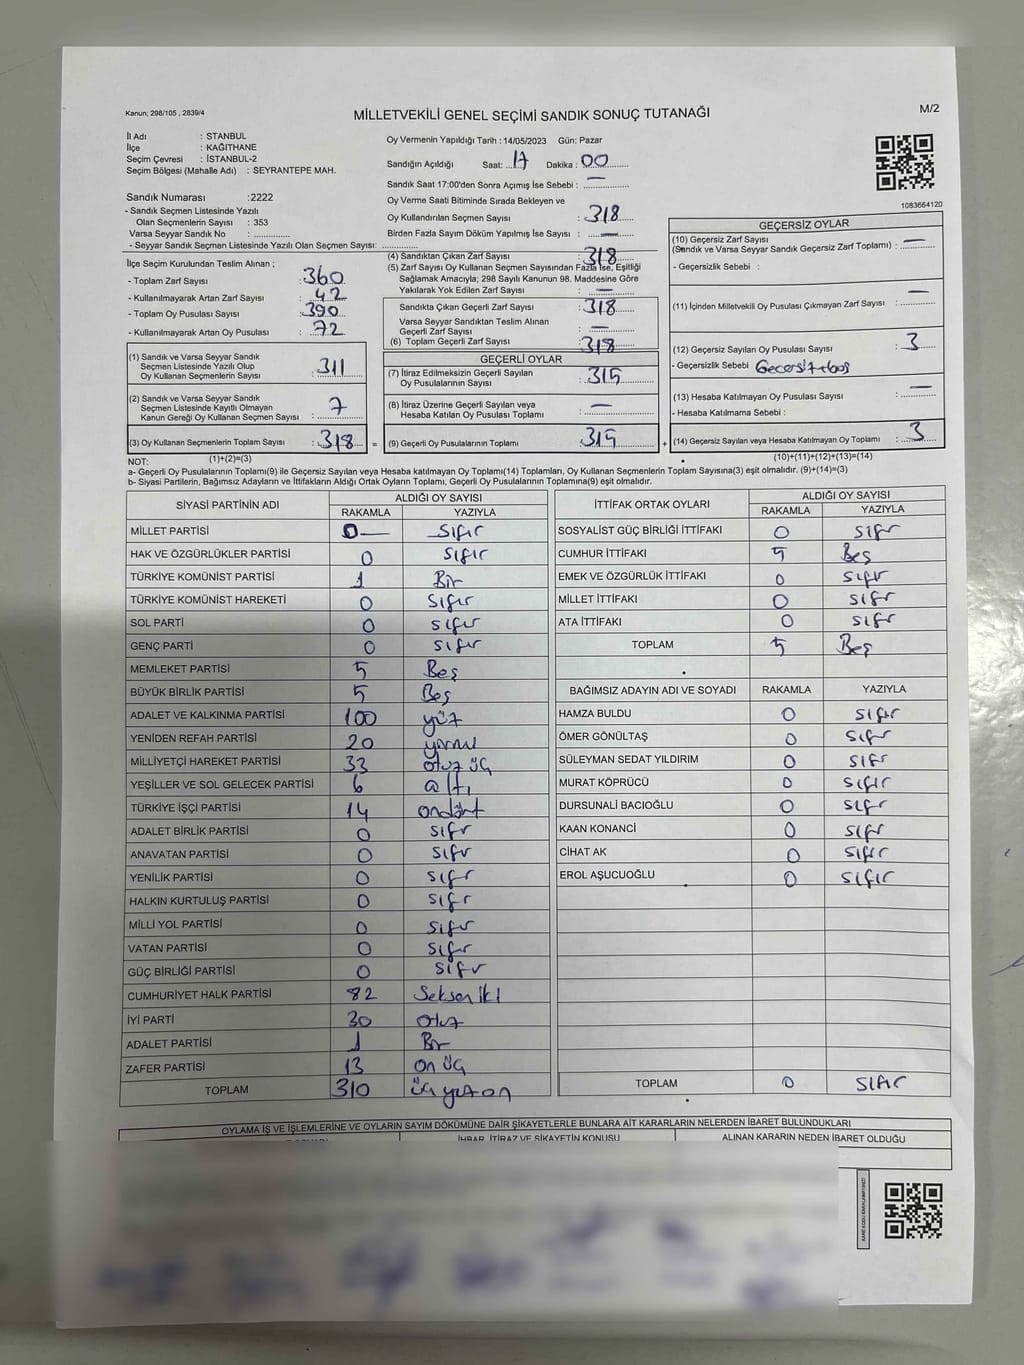 Kanun; 298/105 , 2839/4
MİLLETVEKİLİ GENEL SEÇİMİ SANDIK SONUÇ TUTANAĞI
M/2
İl Adı : STANBUL
İlçe : KAĞITHANE
Seçim Çevresi : İSTANBUL-2
Seçim Bölgesi (Mahalle Adı) : SEYRANTEPE MAH.
Sandık Numarası :2222
- Sandık Seçmen Listesinde Yazılı
Olan Seçmenlerin Sayısı : 353
Varsa Seyyar Sandık No : ..............
- Seyyar Sandık Seçmen Listesinde Yazılı Olan Seçmen Sayısı: ..............
Oy Vermenin Yapıldığı Tarih : 14/05/2023 Gün: Pazar
Sandığın Açıldığı Saat: 17 Dakika : 00
Sandık Saat 17:00'den Sonra Açımış İse Sebebi : —
Oy Verme Saati Bitiminde Sırada Bekleyen ve
Oy Kullandırılan Seçmen Sayısı : 318
Birden Fazla Sayım Döküm Yapılmış İse Sayısı : —
1083664120
İlçe Seçim Kurulundan Teslim Alınan ;
- Toplam Zarf Sayısı : 360
- Kullanılmayarak Artan Zarf Sayısı : 42
- Toplam Oy Pusulası Sayısı : 390
- Kullanılmayarak Artan Oy Pusulası : 72
(1) Sandık ve Varsa Seyyar Sandık
Seçmen Listesinde Yazılı Olup
Oy Kullanan Seçmenlerin Sayısı : 311
(2) Sandık ve Varsa Seyyar Sandık
Seçmen Listesinde Kayıtlı Olmayan
Kanun Gereği Oy Kullanan Seçmen Sayısı : 7
(3) Oy Kullanan Seçmenlerin Toplam Sayısı : 318 =
(1)+(2)=(3)
(4) Sandıktan Çıkan Zarf Sayısı : 318
(5) Zarf Sayısı Oy Kullanan Seçmen Sayısından Fazla İse, Eşitliği
Sağlamak Amacıyla; 298 Sayılı Kanunun 98. Maddesine Göre
Yakılarak Yok Edilen Zarf Sayısı : —
Sandıkta Çıkan Geçerli Zarf Sayısı : 318
Varsa Seyyar Sandıktan Teslim Alınan
Geçerli Zarf Sayısı : —
(6) Toplam Geçerli Zarf Sayısı : 318
GEÇERLİ OYLAR
(7) İtiraz Edilmeksizin Geçerli Sayılan
Oy Pusulalarının Sayısı : 315
(8) İtiraz Üzerine Geçerli Sayılan veya
Hesaba Katılan Oy Pusulası Toplamı : —
(9) Geçerli Oy Pusulalarının Toplamı : 315 +
GEÇERSİZ OYLAR
(10) Geçersiz Zarf Sayısı
(Sandık ve Varsa Seyyar Sandık Geçersiz Zarf Toplamı) : —
- Geçersizlik Sebebi :
(11) İçinden Milletvekili Oy Pusulası Çıkmayan Zarf Sayısı : —
(12) Geçersiz Sayılan Oy Pusulası Sayısı : 3
- Geçersizlik Sebebi
(13) Hesaba Katılmayan Oy Pusulası Sayısı : —
- Hesaba Katılmama Sebebi :
(14) Geçersiz Sayılan veya Hesaba Katılmayan Oy Toplamı : 3
(10)+(11)+(12)+(13)=(14)
NOT:
a- Geçerli Oy Pusulalarının Toplamı(9) ile Geçersiz Sayılan veya Hesaba katılmayan Oy Toplamı(14) Toplamları, Oy Kullanan Seçmenlerin Toplam Sayısına(3) eşit olmalıdır. (9)+(14)=(3)
b- Siyasi Partilerin, Bağımsız Adayların ve İttifakların Aldığı Ortak Oyların Toplamı, Geçerli Oy Pusulalarının Toplamına(9) eşit olmalıdır.
SİYASİ PARTİNİN ADI ALDIĞI OY SAYISI
RAKAMLA YAZIYLA
MİLLET PARTİSİ 0 Sıfır
HAK VE ÖZGÜRLÜKLER PARTİSİ 0 Sıfır
TÜRKİYE KOMÜNİST PARTİSİ 1 Bir
TÜRKİYE KOMÜNİST HAREKETİ 0 Sıfır
SOL PARTİ 0 Sıfır
GENÇ PARTİ 0 Sıfır
MEMLEKET PARTİSİ 5 Beş
BÜYÜK BİRLİK PARTİSİ 5 Beş
ADALET VE KALKINMA PARTİSİ 100 yüz
YENİDEN REFAH PARTİSİ 20 yirmi
MİLLİYETÇİ HAREKET PARTİSİ 33 otuz üç
YEŞİLLER VE SOL GELECEK PARTİSİ 6 altı
TÜRKİYE İŞÇİ PARTİSİ 14 ondört
ADALET BİRLİK PARTİSİ 0 sıfır
ANAVATAN PARTİSİ 0 sıfır
YENİLİK PARTİSİ 0 sıfır
HALKIN KURTULUŞ PARTİSİ 0 sıfır
MİLLİ YOL PARTİSİ 0 sıfır
VATAN PARTİSİ 0 sıfır
GÜÇ BİRLİĞİ PARTİSİ 0 sıfır
CUMHURİYET HALK PARTİSİ 82 Seksen iki
İYİ PARTİ 30 otuz
ADALET PARTİSİ 1 Bir
ZAFER PARTİSİ 13 on üç
TOPLAM 310 üç yüz on
İTTİFAK ORTAK OYLARI ALDIĞI OY SAYISI
RAKAMLA YAZIYLA
SOSYALİST GÜÇ BİRLİĞİ İTTİFAKI 0 sıfır
CUMHUR İTTİFAKI 5 Beş
EMEK VE ÖZGÜRLÜK İTTİFAKI 0 sıfır
MİLLET İTTİFAKI 0 sıfır
ATA İTTİFAKI 0 sıfır
TOPLAM 5 Beş
BAĞIMSIZ ADAYIN ADI VE SOYADI RAKAMLA YAZIYLA
HAMZA BULDU 0 sıfır
ÖMER GÖNÜLTAŞ 0 sıfır
SÜLEYMAN SEDAT YILDIRIM 0 sıfır
MURAT KÖPRÜCÜ 0 sıfır
DURSUNALİ BACIOĞLU 0 sıfır
KAAN KONANCİ 0 sıfır
CİHAT AK 0 sıfır
EROL AŞUCUOĞLU 0 sıfır
TOPLAM 0 sıfır
OYLAMA İŞ VE İŞLEMLERİNE VE OYLARIN SAYIM DÖKÜMÜNE DAİR ŞİKAYETLERLE BUNLARA AİT KARARLARIN NELERDEN İBARET BULUNDUKLARI
İHBAR, İTİRAZ VE ŞİKAYETİN KONUSU ALINAN KARARIN NEDEN İBARET OLDUĞU